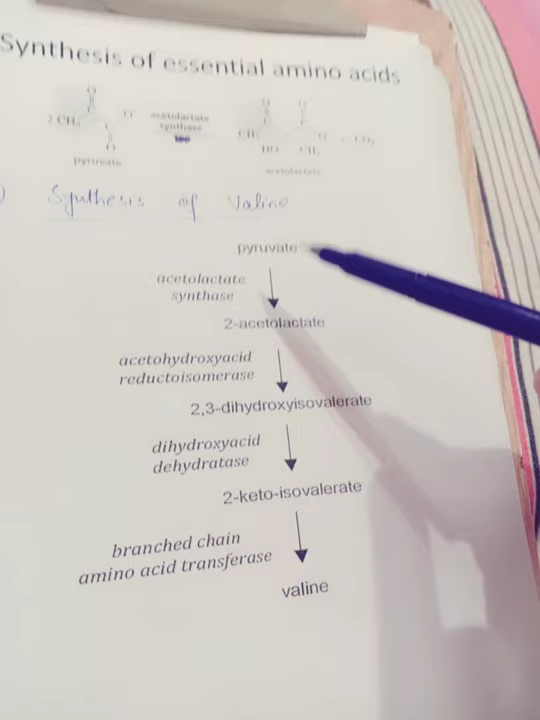 Synthesis of essential amino acids
acetolactate
synthase
pyruvate
acetolactate
Synthesis of Valine
pyruvate
acetolactate
synthase
2-acetolactate
acetohydroxyacid
reductoisomerase
2,3-dihydroxyisovalerate
dihydroxyacid
dehydratase
2-keto-isovalerate
branched chain
amino acid transferase
valine